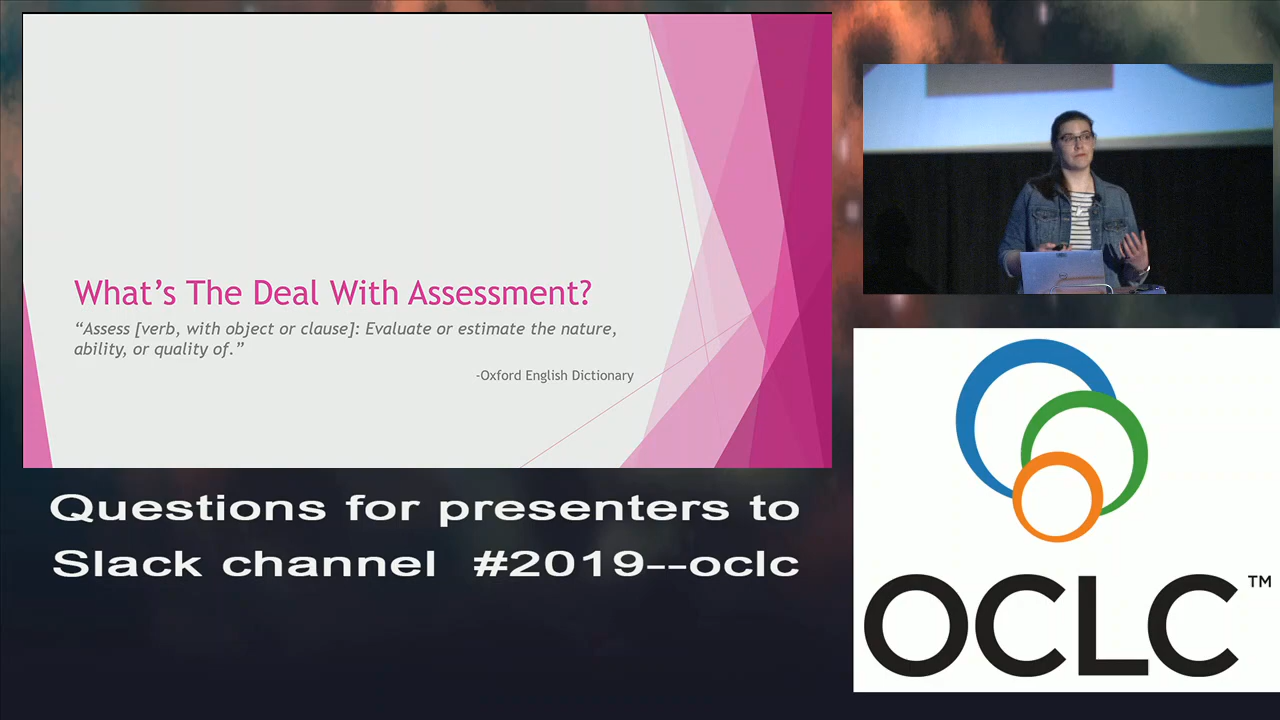 What's The Deal With Assessment?
“Assess [verb, with object or clause]: Evaluate or estimate the nature,
ability, or quality of.”
-Oxford English Dictionary
Questions for presenters to
Slack channel #2019--oclc
OCLC™